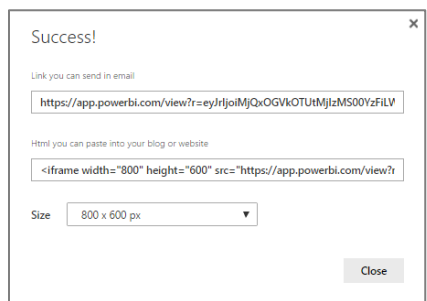 Success!
Link you can send in email
https://app.powerbi.com/view?r=eyJrIjoiMjQxOGVkOTUtMjIzMS00YzFiLW
Html you can paste into your blog or website
<iframe width="800" height="600" src="https://app.powerbi.com/view?r
Size 800 x 600 px
Close